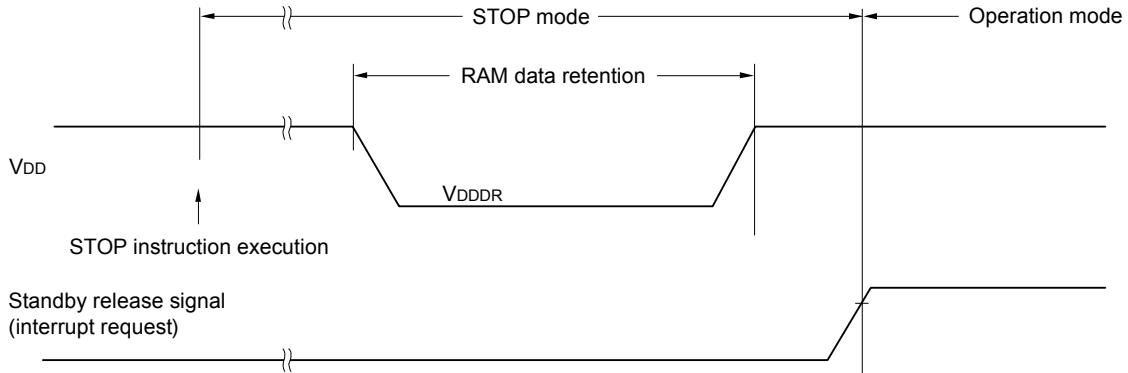 STOP mode
Operation mode
RAM data retention
VDD
VDDDR
STOP instruction execution
Standby release signal
(interrupt request)